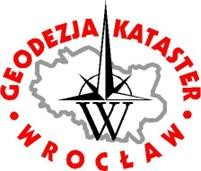 GEODEZJA KATASTER
W
• WROCŁAW •